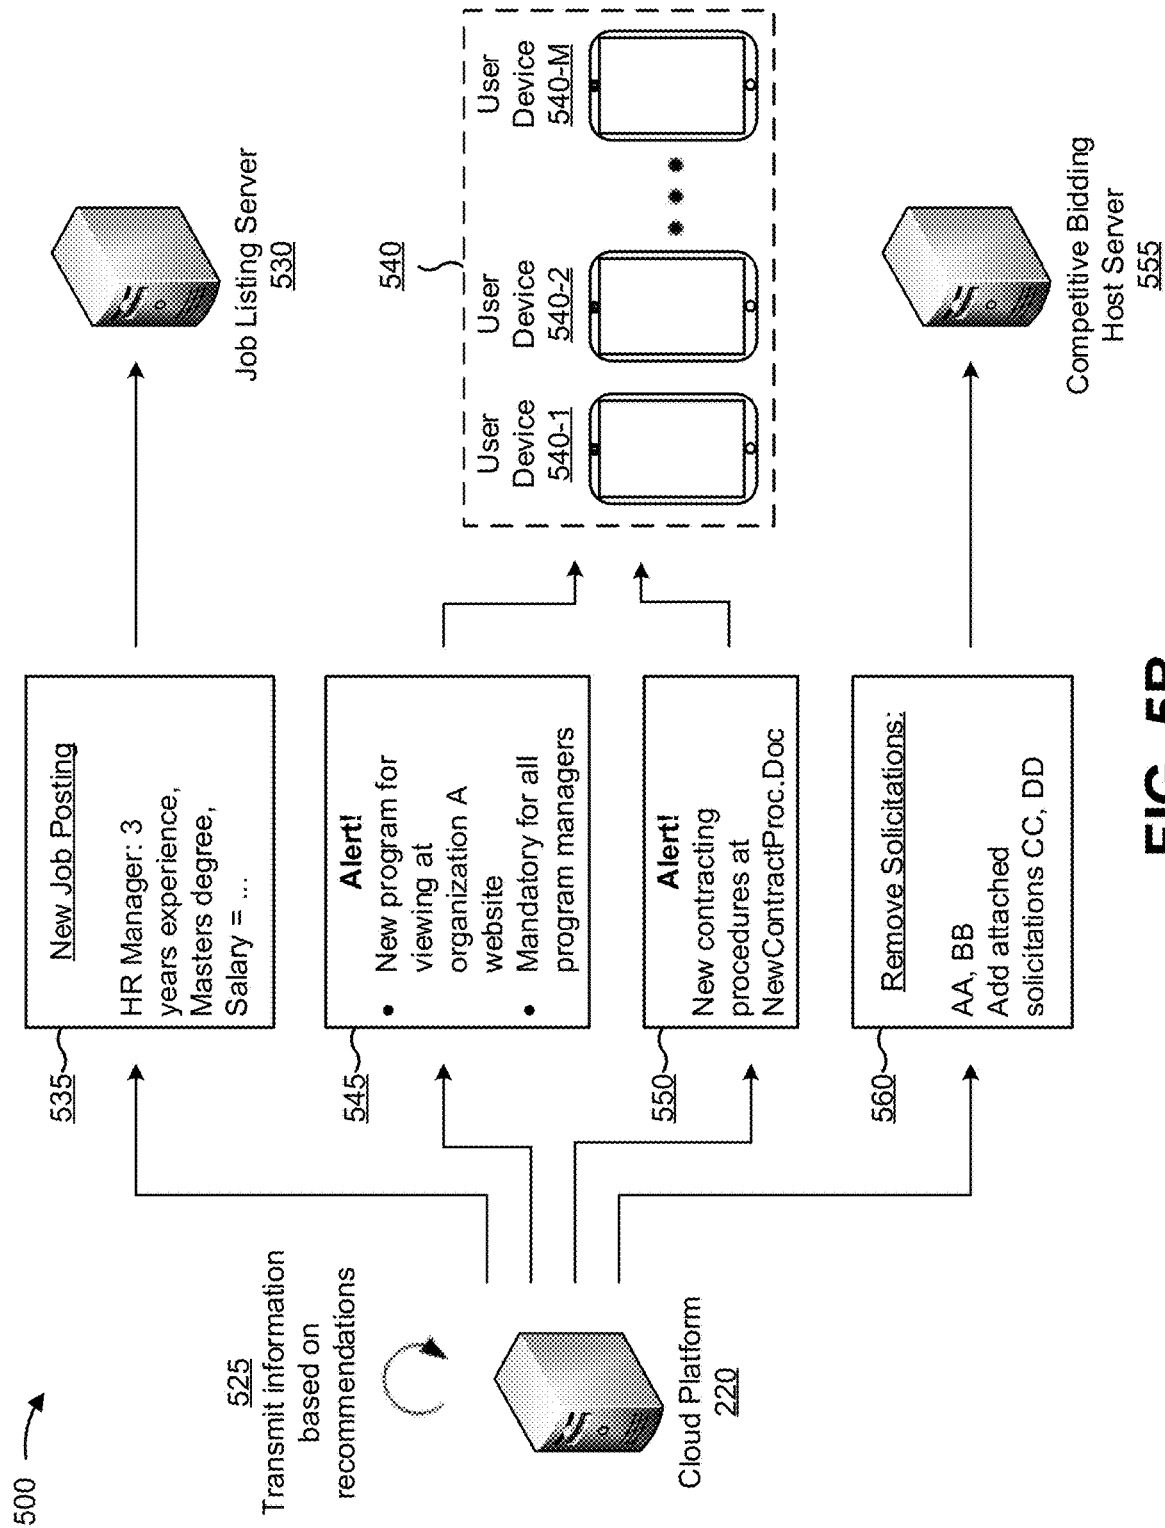 500
525
Transmit information
based on
recommendations
Cloud Platform
220
535
New Job Posting
HR Manager: 3
years experience,
Masters degree,
Salary = ...
545
Alert!
• New program for
viewing at
organization A
website
• Mandatory for all
program managers
550
Alert!
New contracting
procedures at
NewContractProc.Doc
560
Remove Solicitations:
AA, BB
Add attached
solicitations CC, DD
Job Listing Server
530
540
User
Device
540-1
User
Device
540-2
User
Device
540-M
Competitive Bidding
Host Server
555
FIG. 5B